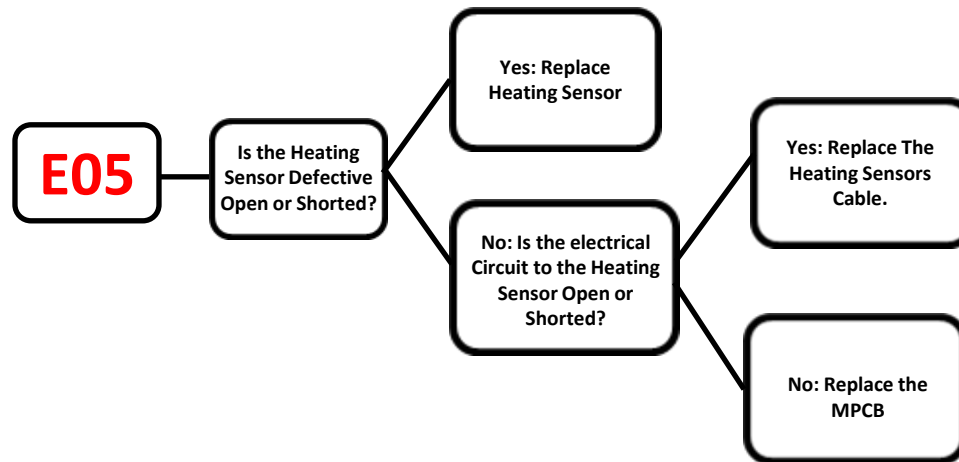 E05
Is the Heating
Sensor Defective
Open or Shorted?
Yes: Replace
Heating Sensor
No: Is the electrical
Circuit to the Heating
Sensor Open or
Shorted?
Yes: Replace The
Heating Sensors
Cable.
No: Replace the
MPCB